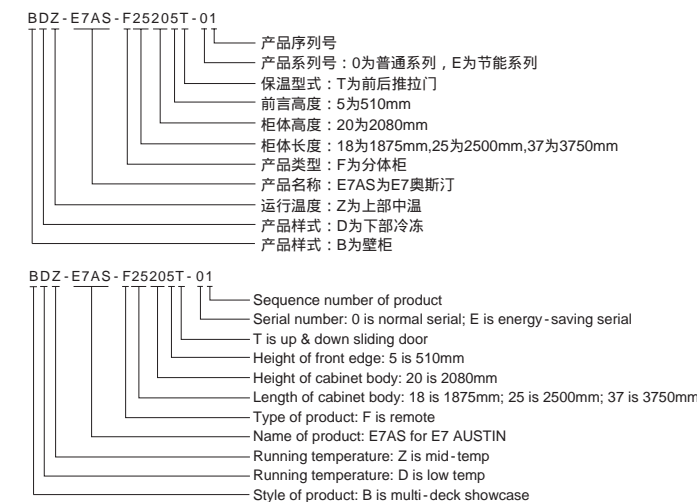 BDZ-E7AS-F25205T-01
产品序列号
产品系列号：0为普通系列，E为节能系列
保温型式：T为前后推拉门
前言高度：5为510mm
柜体高度：20为2080mm
柜体长度：18为1875mm,25为2500mm,37为3750mm
产品类型：F为分体柜
产品名称：E7AS为E7奥斯汀
运行温度：Z为上部中温
产品样式：D为下部冷冻
产品样式：B为壁柜
BDZ-E7AS-F25205T-01
Sequence number of product
Serial number: 0 is normal serial; E is energy-saving serial
T is up & down sliding door
Height of front edge: 5 is 510mm
Height of cabinet body: 20 is 2080mm
Length of cabinet body: 18 is 1875mm; 25 is 2500mm; 37 is 3750mm
Type of product: F is remote
Name of product: E7AS for E7 AUSTIN
Running temperature: Z is mid-temp
Running temperature: D is low temp
Style of product: B is multi-deck showcase